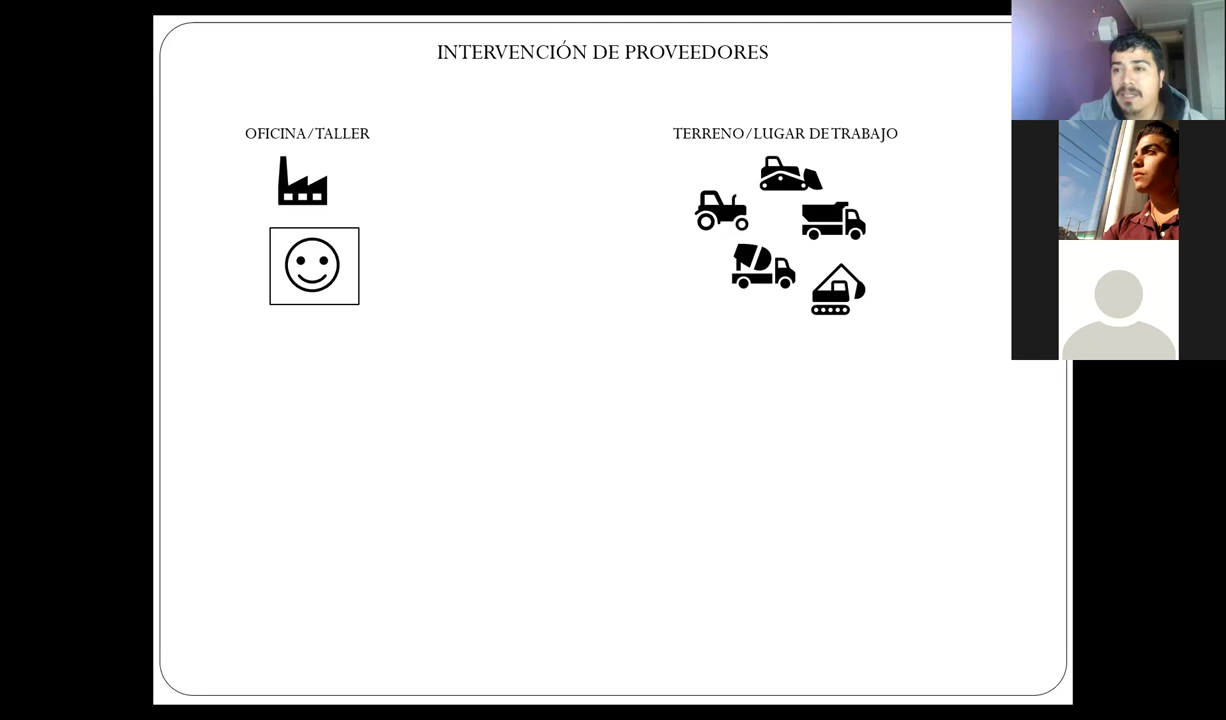 INTERVENCIÓN DE PROVEEDORES
OFICINA/TALLER
TERRENO/LUGAR DE TRABAJO